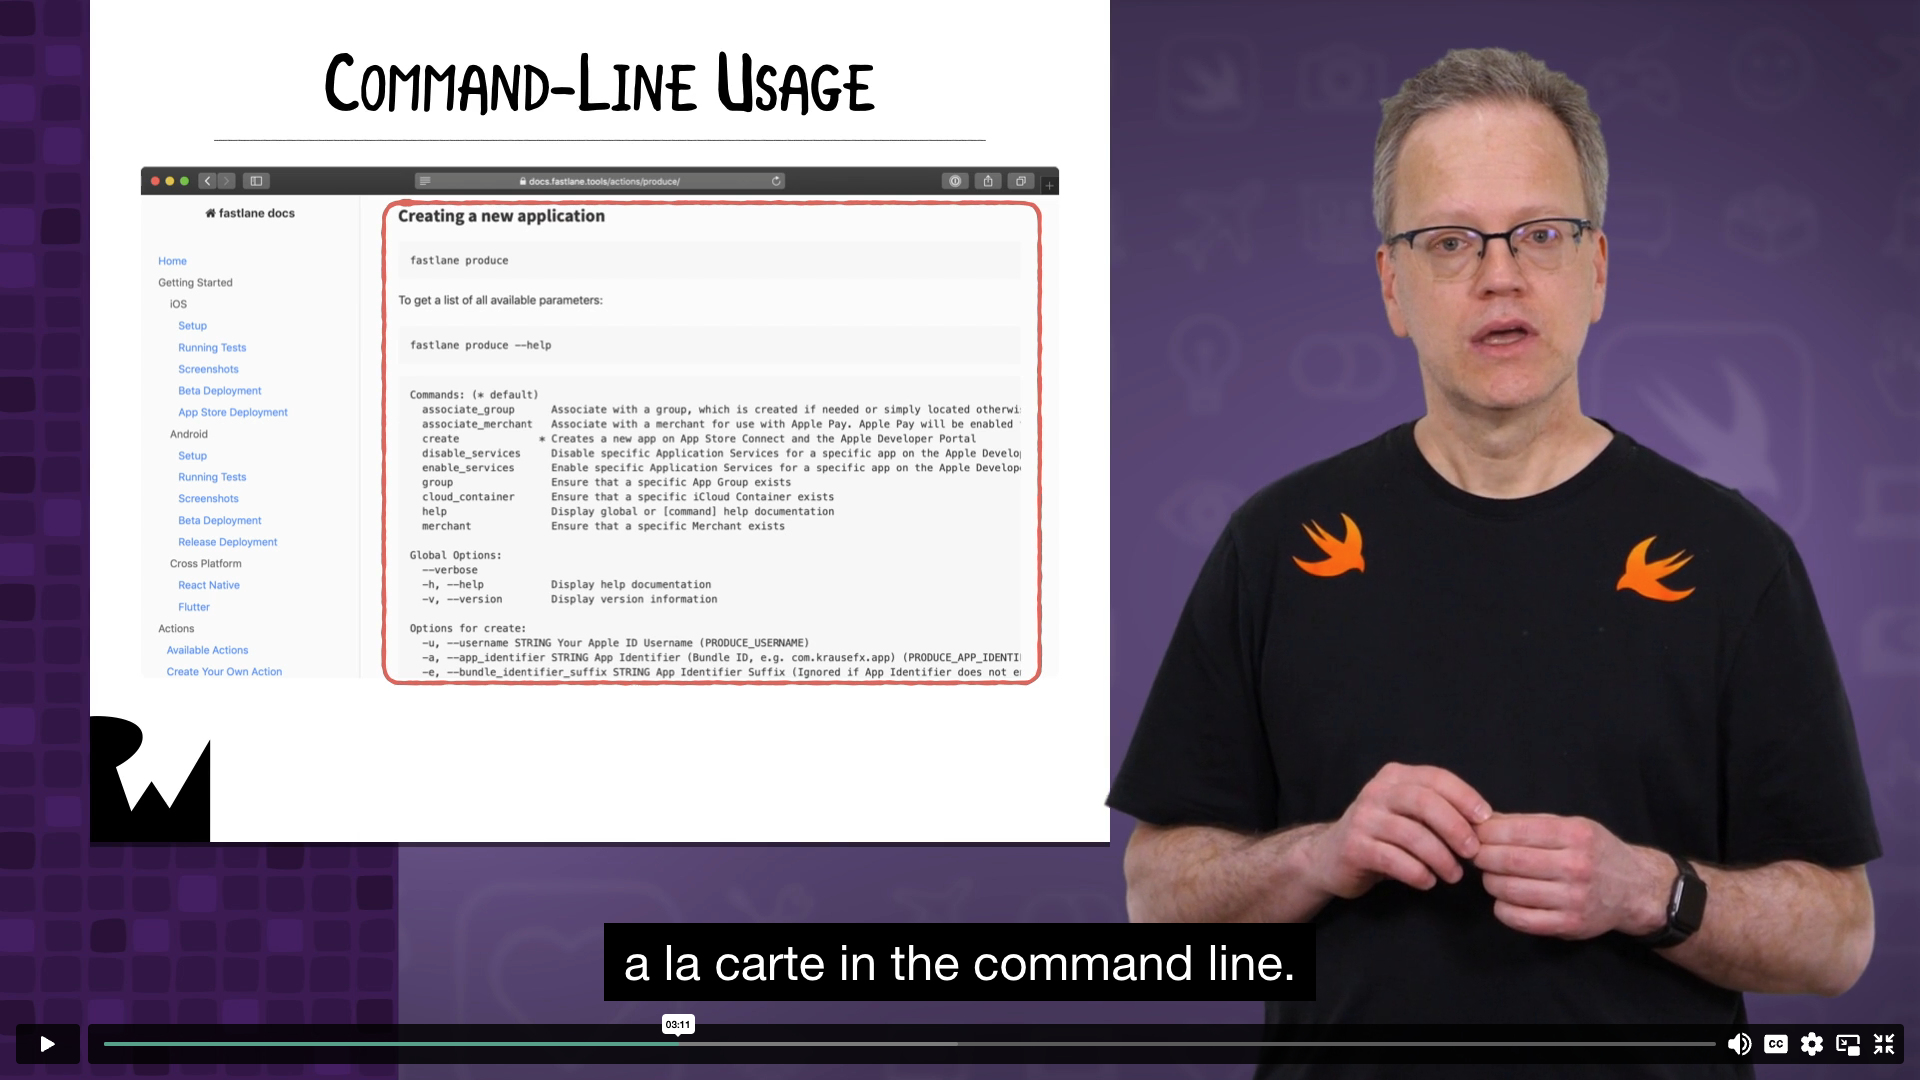 COMMAND-LINE USAGE
docs.fastlane.tools/actions/produce/
fastlane docs
Home
Getting Started
iOS
Setup
Running Tests
Screenshots
Beta Deployment
App Store Deployment
Android
Setup
Running Tests
Screenshots
Beta Deployment
Release Deployment
Cross Platform
React Native
Flutter
Actions
Available Actions
Create Your Own Action
Creating a new application
fastlane produce
To get a list of all available parameters:
fastlane produce --help
Commands: (* default)
associate_group Associate with a group, which is created if needed or simply located otherwi
associate_merchant Associate with a merchant for use with Apple Pay. Apple Pay will be enabled
create * Creates a new app on App Store Connect and the Apple Developer Portal
disable_services Disable specific Application Services for a specific app on the Apple Develo
enable_services Enable specific Application Services for a specific app on the Apple Develop
group Ensure that a specific App Group exists
cloud_container Ensure that a specific iCloud Container exists
help Display global or [command] help documentation
merchant Ensure that a specific Merchant exists
Global Options:
--verbose
-h, --help Display help documentation
-v, --version Display version information
Options for create:
-u, --username STRING Your Apple ID Username (PRODUCE_USERNAME)
-a, --app_identifier STRING App Identifier (Bundle ID, e.g. com.krausefx.app) (PRODUCE_APP_IDENTI
-e, --bundle_identifier_suffix STRING App Identifier Suffix (Ignored if App Identifier does not e
RW
a la carte in the command line.
03:11
CC